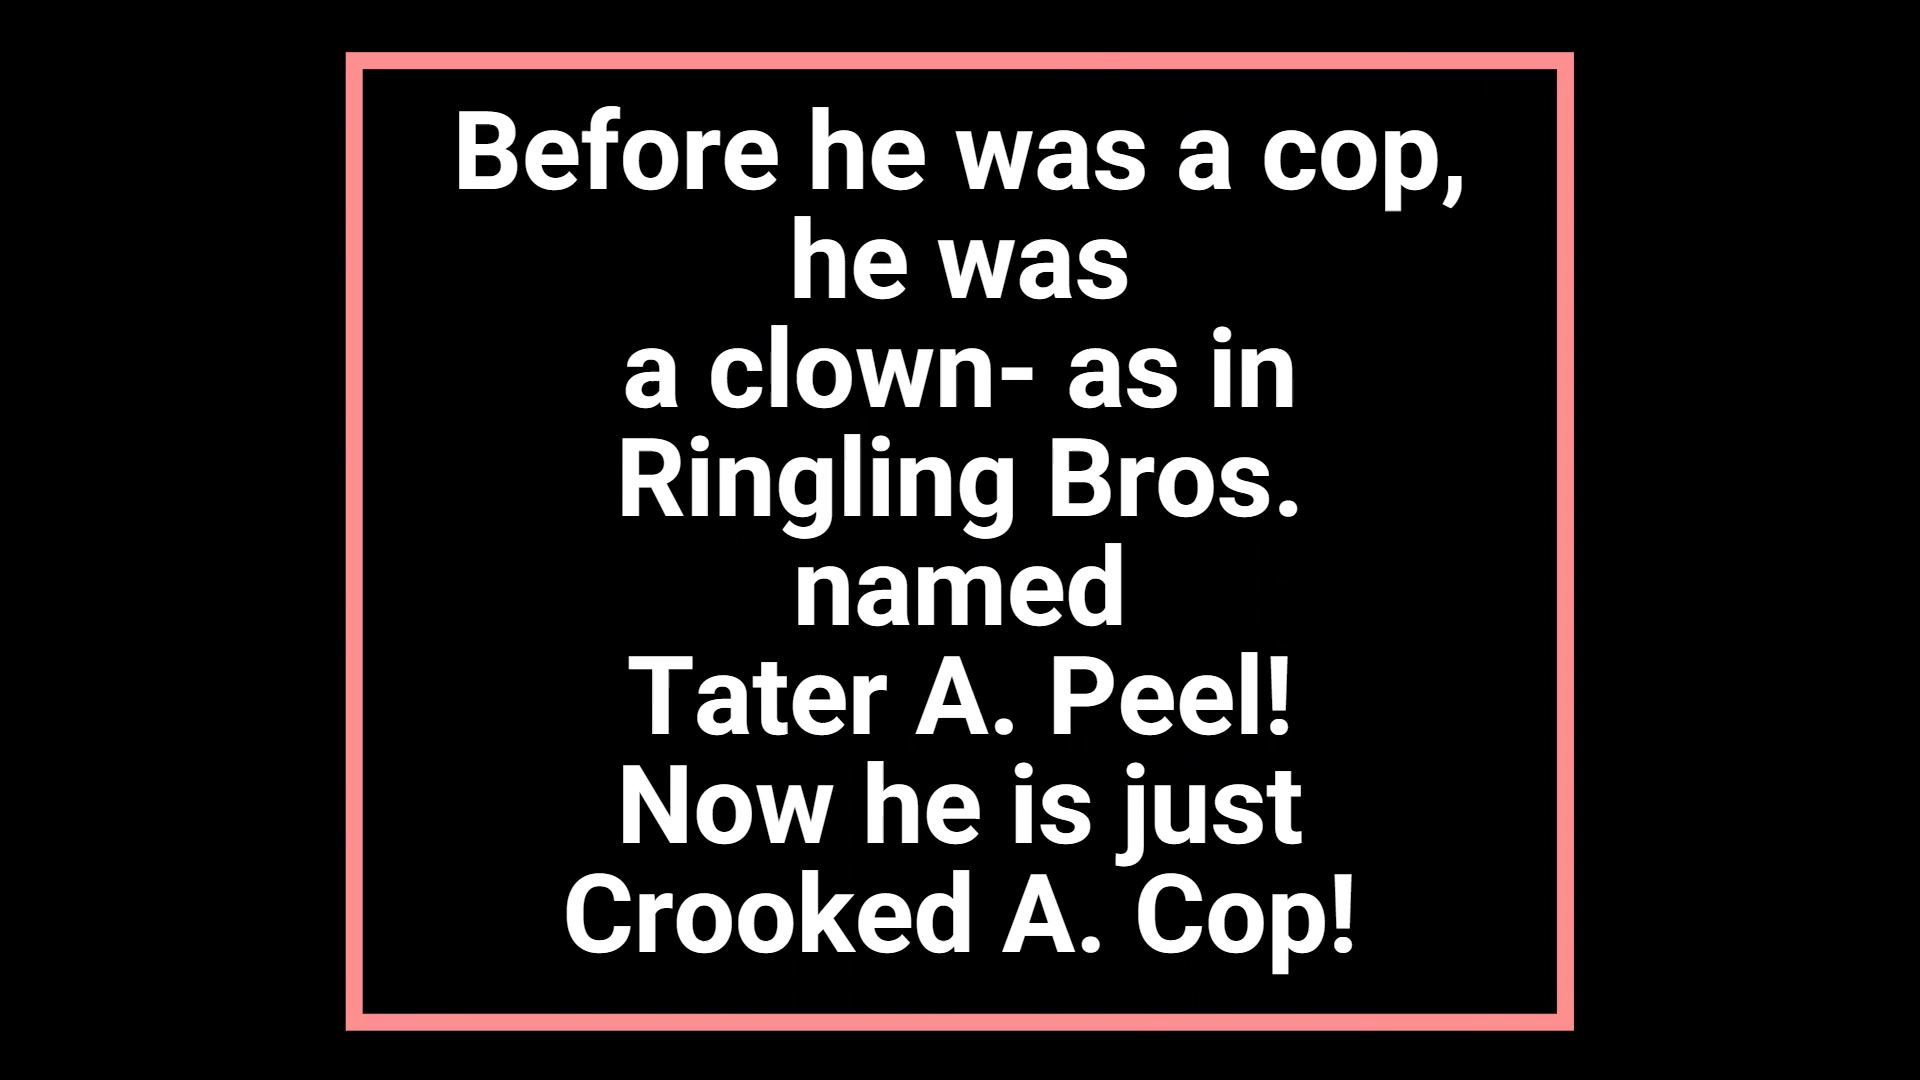 Before he was a cop,
he was
a clown- as in
Ringling Bros.
named
Tater A. Peel!
Now he is just
Crooked A. Cop!